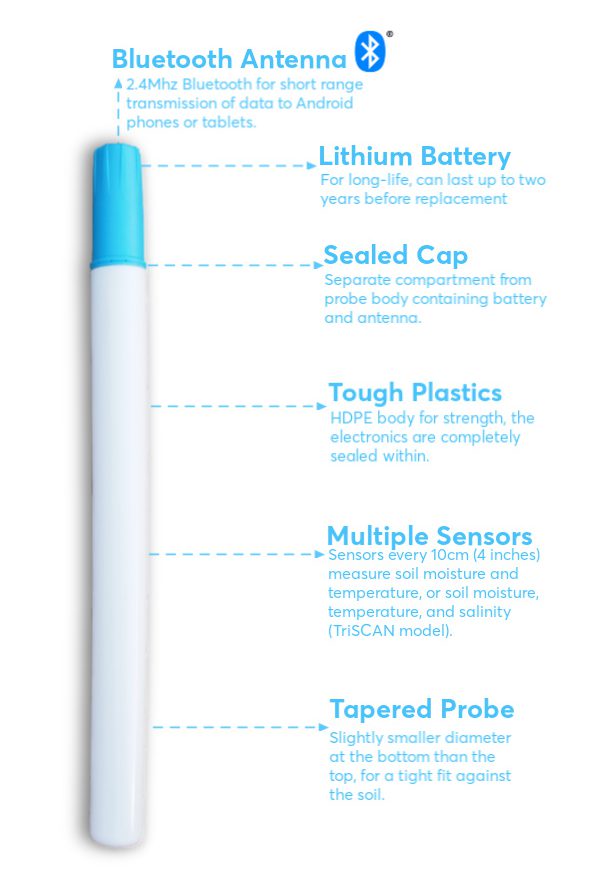 Bluetooth Antenna ®
2.4Mhz Bluetooth for short range
transmission of data to Android
phones or tablets.
Lithium Battery
For long-life, can last up to two
years before replacement
Sealed Cap
Separate compartment from
probe body containing battery
and antenna.
Tough Plastics
HDPE body for strength, the
electronics are completely
sealed within.
Multiple Sensors
Sensors every 10cm (4 inches)
measure soil moisture and
temperature, or soil moisture,
temperature, and salinity
(TriSCAN model).
Tapered Probe
Slightly smaller diameter
at the bottom than the
top, for a tight fit against
the soil.